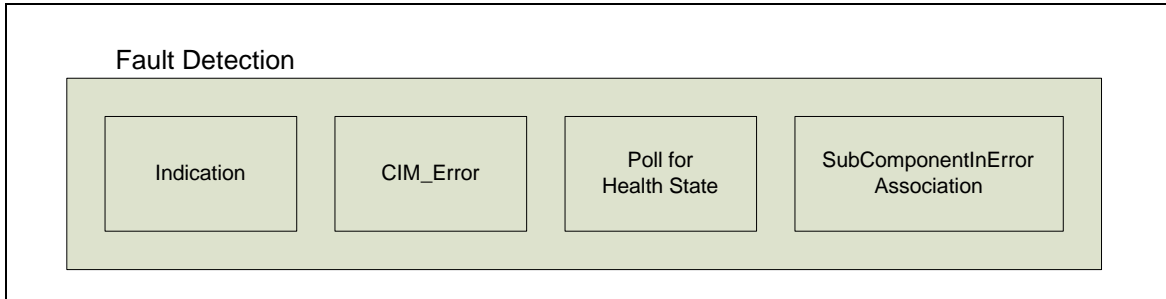 Fault Detection
Indication
CIM_Error
Poll for
Health State
SubComponentInError
Association